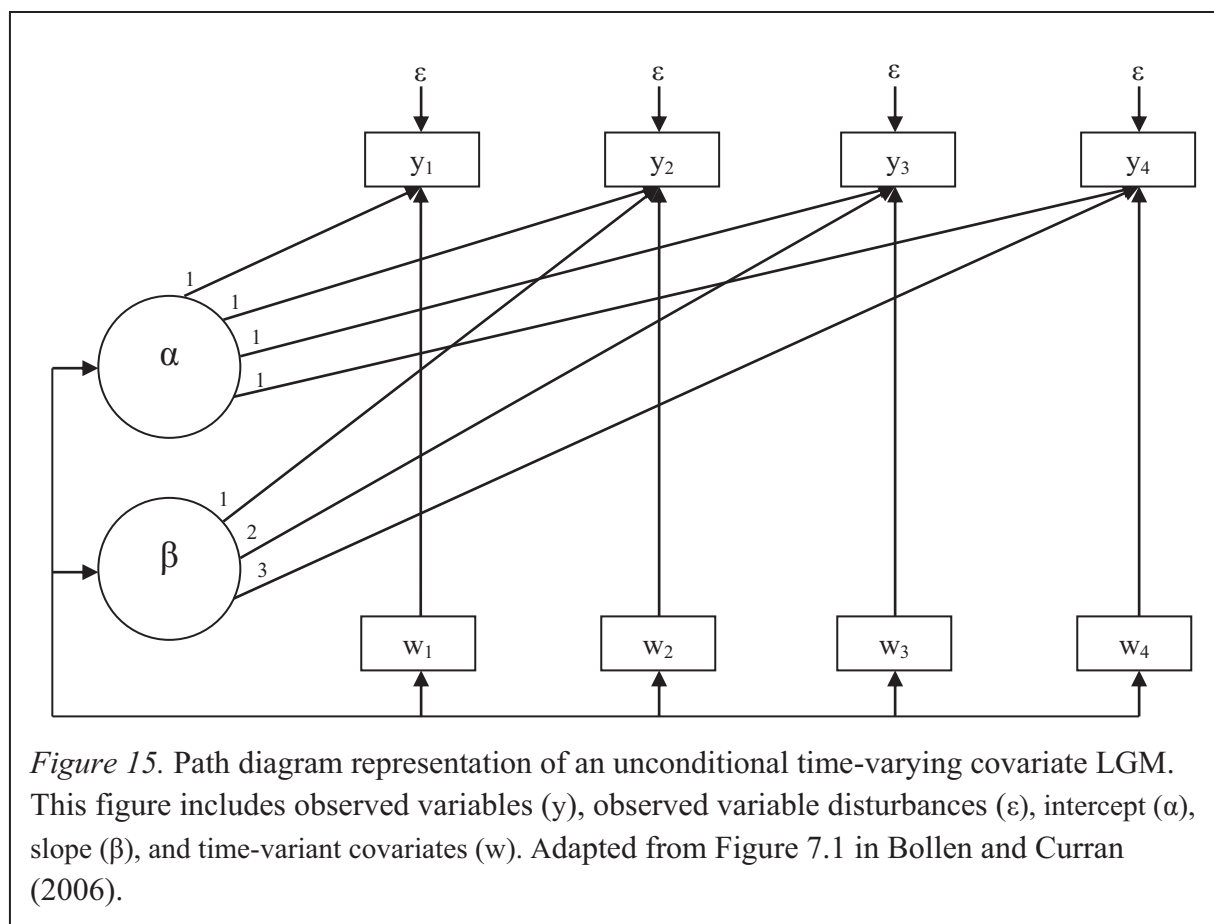 ε ε ε ε
y₁ y₂ y₃ y₄
1
1
1
α
1
1
β
2
3
w₁ w₂ w₃ w₄
Figure 15. Path diagram representation of an unconditional time-varying covariate LGM.
This figure includes observed variables (y), observed variable disturbances (ε), intercept (α),
slope (β), and time-variant covariates (w). Adapted from Figure 7.1 in Bollen and Curran
(2006).